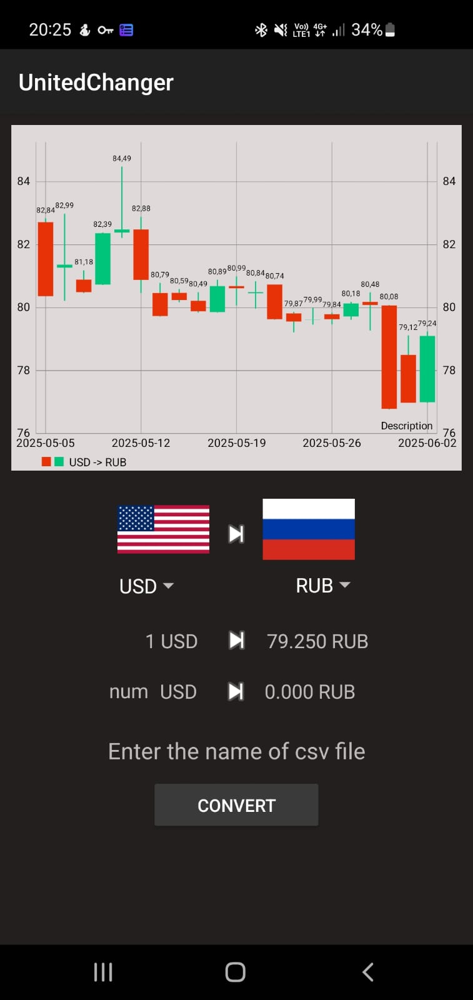 20:25 Vo)) LTE1 4G+ 34%
UnitedChanger
84,49
84 84
82,84 82,99 82,88
82,39
82 82
81,18
80,79 80,59 80,49 80,89 80,99 80,84 80,74
80,48
80,18 80,08
80 80
79,87 79,99 79,84
79,12 79,24
78 78
Description
76 76
2025-05-05 2025-05-12 2025-05-19 2025-05-26 2025-06-02
USD -> RUB
USD RUB
1 USD 79.250 RUB
num USD 0.000 RUB
Enter the name of csv file
CONVERT